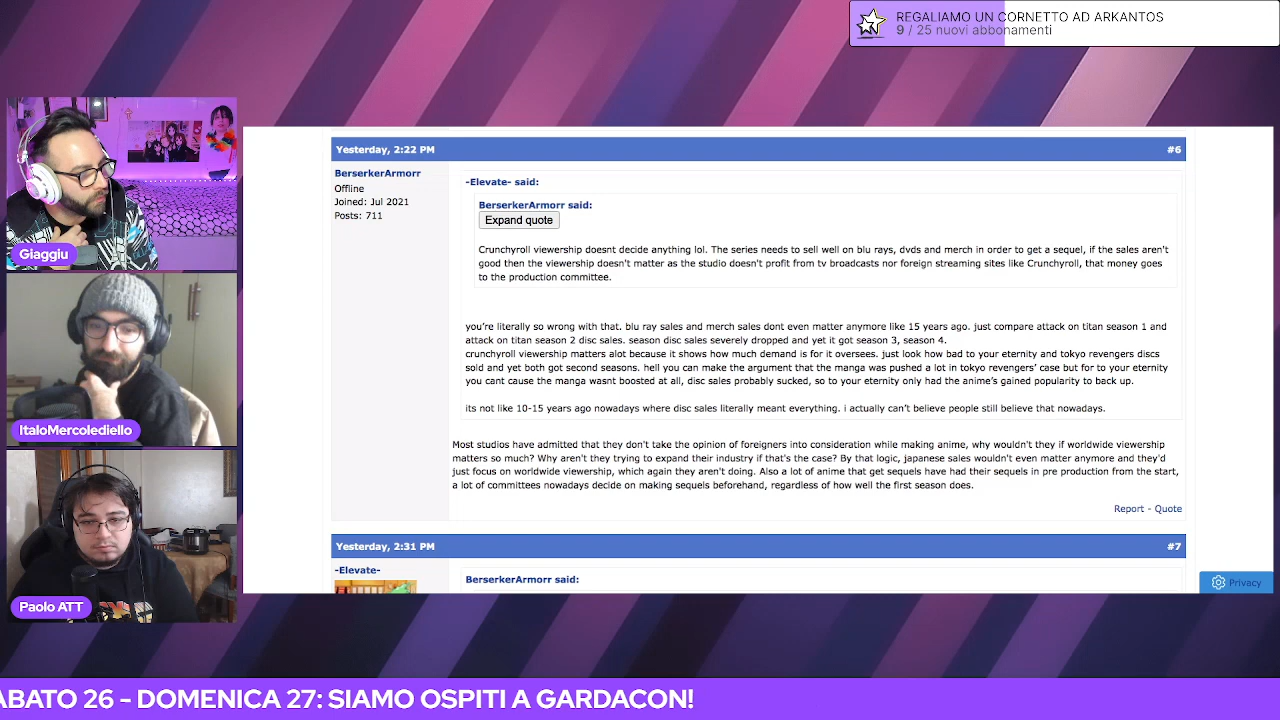 REGALIAMO UN CORNETTO AD ARKANTOS
9 / 25 nuovi abbonamenti
Giaggiu
ItaloMercolediello
Paolo ATT
Yesterday, 2:22 PM
#6
BerserkerArmorr
Offline
Joined: Jul 2021
Posts: 711
-Elevate- said:
BerserkerArmorr said:
Expand quote
Crunchyroll viewership doesnt decide anything lol. The series needs to sell well on blu rays, dvds and merch in order to get a sequel, if the sales aren't
good then the viewership doesn't matter as the studio doesn't profit from tv broadcasts nor foreign streaming sites like Crunchyroll, that money goes
to the production committee.
you're literally so wrong with that. blu ray sales and merch sales dont even matter anymore like 15 years ago. just compare attack on titan season 1 and
attack on titan season 2 disc sales. season disc sales severely dropped and yet it got season 3, season 4.
crunchyroll viewership matters alot because it shows how much demand is for it oversees. just look how bad to your eternity and tokyo revengers discs
sold and yet both got second seasons. hell you can make the argument that the manga was pushed a lot in tokyo revengers' case but for to your eternity
you cant cause the manga wasnt boosted at all, disc sales probably sucked, so to your eternity only had the anime's gained popularity to back up.
its not like 10-15 years ago nowadays where disc sales literally meant everything. i actually can't believe people still believe that nowadays.
Most studios have admitted that they don't take the opinion of foreigners into consideration while making anime, why wouldn't they if worldwide viewership
matters so much? Why aren't they trying to expand their industry if that's the case? By that logic, japanese sales wouldn't even matter anymore and they'd
just focus on worldwide viewership, which again they aren't doing. Also a lot of anime that get sequels have had their sequels in pre production from the start,
a lot of committees nowadays decide on making sequels beforehand, regardless of how well the first season does.
Report - Quote
Yesterday, 2:31 PM
#7
-Elevate-
BerserkerArmorr said:
Privacy
ABATO 26 - DOMENICA 27: SIAMO OSPITI A GARDACON!